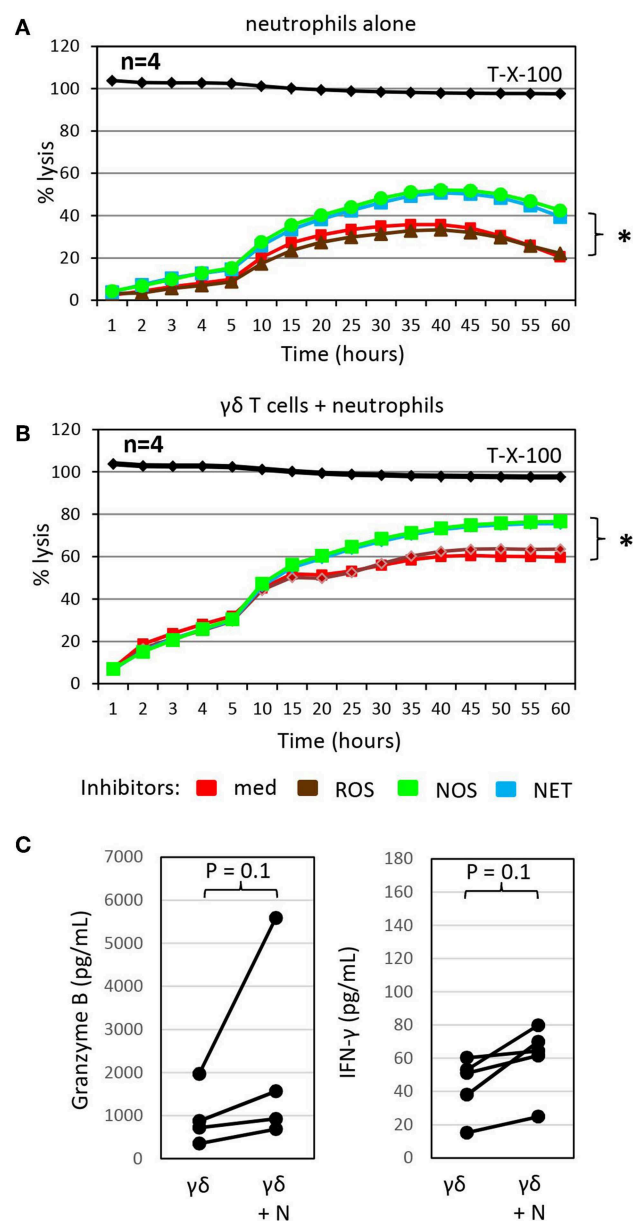 A
neutrophils alone
120
100
80
60
40
20
0
% lysis
n=4
T-X-100
*
1 2 3 4 5 10 15 20 25 30 35 40 45 50 55 60
Time (hours)
B
γδ T cells + neutrophils
120
100
80
60
40
20
0
% lysis
n=4
T-X-100
*
1 2 3 4 5 10 15 20 25 30 35 40 45 50 55 60
Time (hours)
Inhibitors: med ROS NOS NET
C
7000
6000
5000
4000
3000
2000
1000
0
Granzyme B (pg/mL)
P = 0.1
γδ
γδ
+ N
180
160
140
120
100
80
60
40
20
0
IFN-γ (pg/mL)
P = 0.1
γδ
γδ
+ N